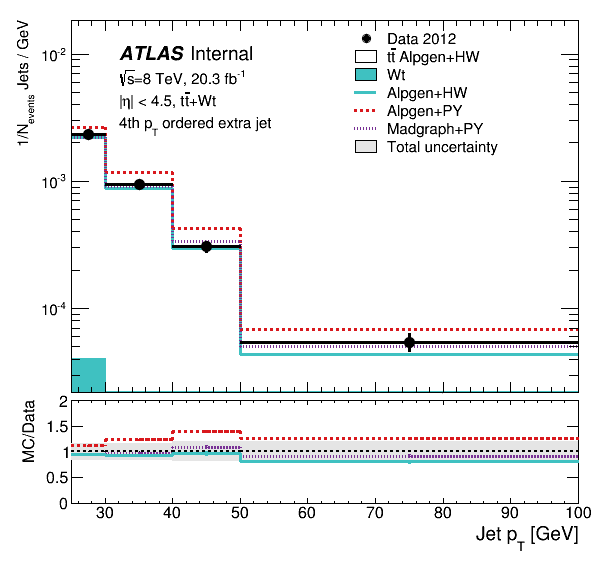 1/N_events Jets / GeV
10^-2
10^-3
10^-4
ATLAS Internal
√s=8 TeV, 20.3 fb^-1
|η| < 4.5, tt̄+Wt
4th p_T ordered extra jet
Data 2012
tt̄ Alpgen+HW
Wt
Alpgen+HW
Alpgen+PY
Madgraph+PY
Total uncertainty
MC/Data
2
1.5
1
0.5
0
30 40 50 60 70 80 90 100
Jet p_T [GeV]